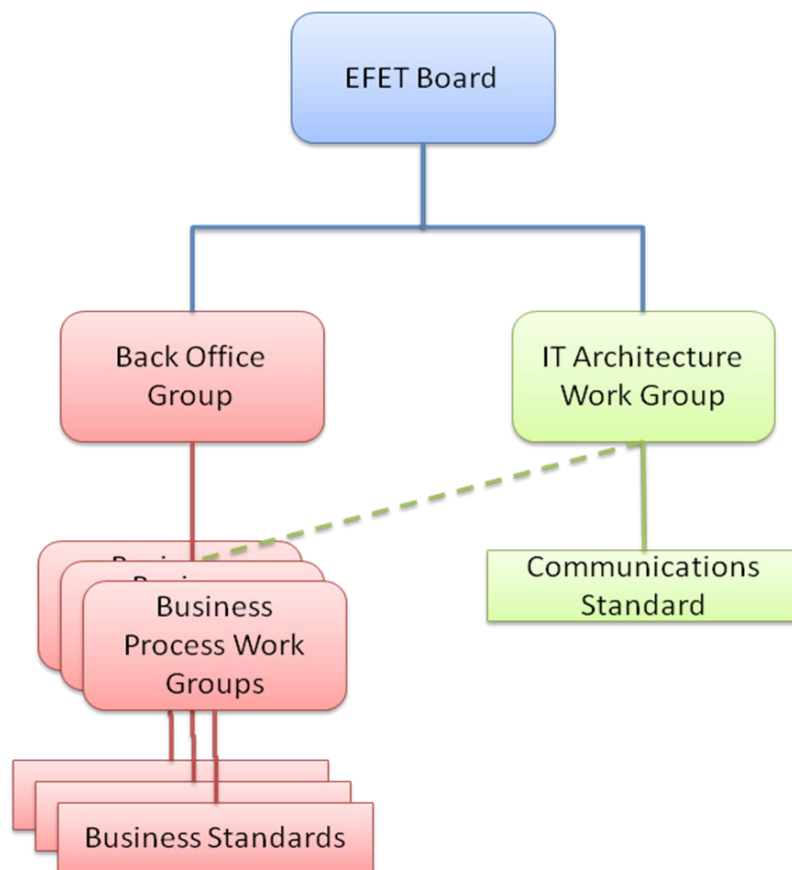 EFET Board
Back Office
Group
IT Architecture
Work Group
Business
Process Work
Groups
Communications
Standard
Business Standards